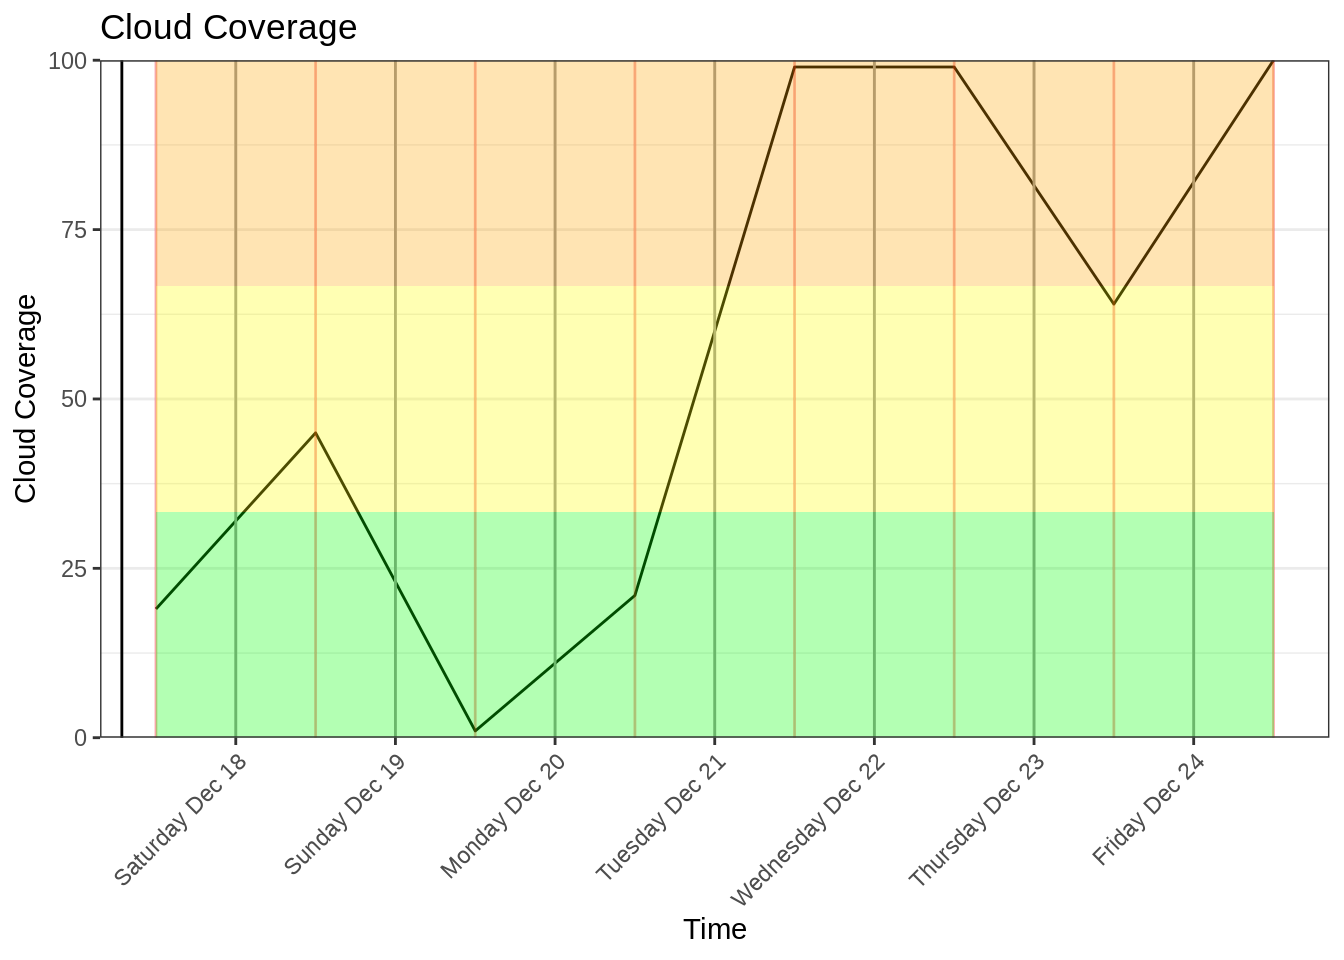 Cloud Coverage
Cloud Coverage
100
75
50
25
0
Saturday Dec 18
Sunday Dec 19
Monday Dec 20
Tuesday Dec 21
Wednesday Dec 22
Thursday Dec 23
Friday Dec 24
Time